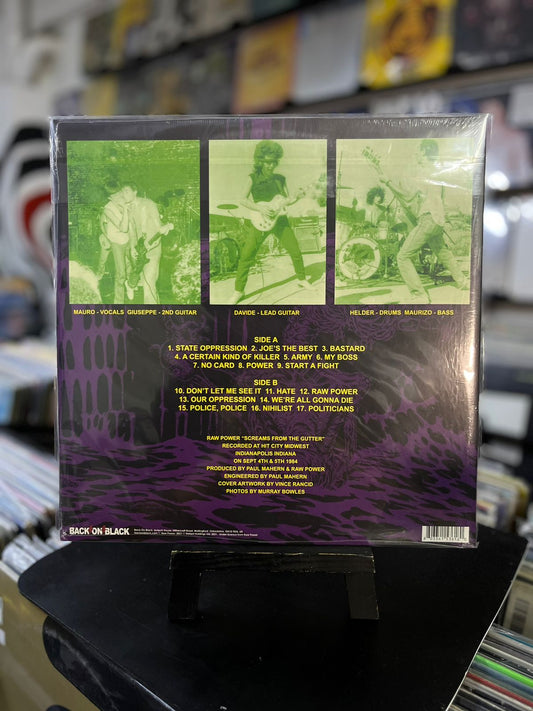 MAURO - VOCALS GIUSEPPE - 2ND GUITAR
DAVIDE - LEAD GUITAR
HELDER - DRUMS MAURIZO - BASS
SIDE A
1. STATE OPPRESSION 2. JOE'S THE BEST 3. BASTARD
4. A CERTAIN KIND OF KILLER 5. ARMY 6. MY BOSS
7. NO CARD 8. POWER 9. START A FIGHT
SIDE B
10. DON'T LET ME SEE IT 11. HATE 12. RAW POWER
13. OUR OPPRESSION 14. WE'RE ALL GONNA DIE
15. POLICE, POLICE 16. NIHILIST 17. POLITICIANS
RAW POWER "SCREAMS FROM THE GUTTER"
RECORDED AT HIT CITY MIDWEST
INDIANAPOLIS INDIANA
ON SEPT 4TH & 5TH 1984
PRODUCED BY PAUL MAHERN & RAW POWER
ENGINEERED BY PAUL MAHERN
COVER ARTWORK BY VINCE RANCID
PHOTOS BY MURRAY BOWLES
BACK ON BLACK